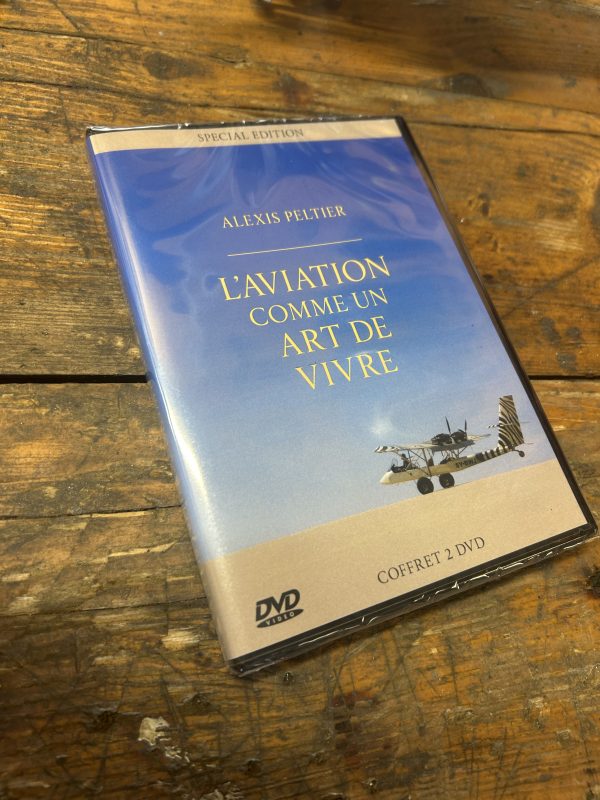 SPECIAL EDITION
ALEXIS PELTIER
L'AVIATION
COMME UN
ART DE
VIVRE
COFFRET 2 DVD
DVD
VIDEO